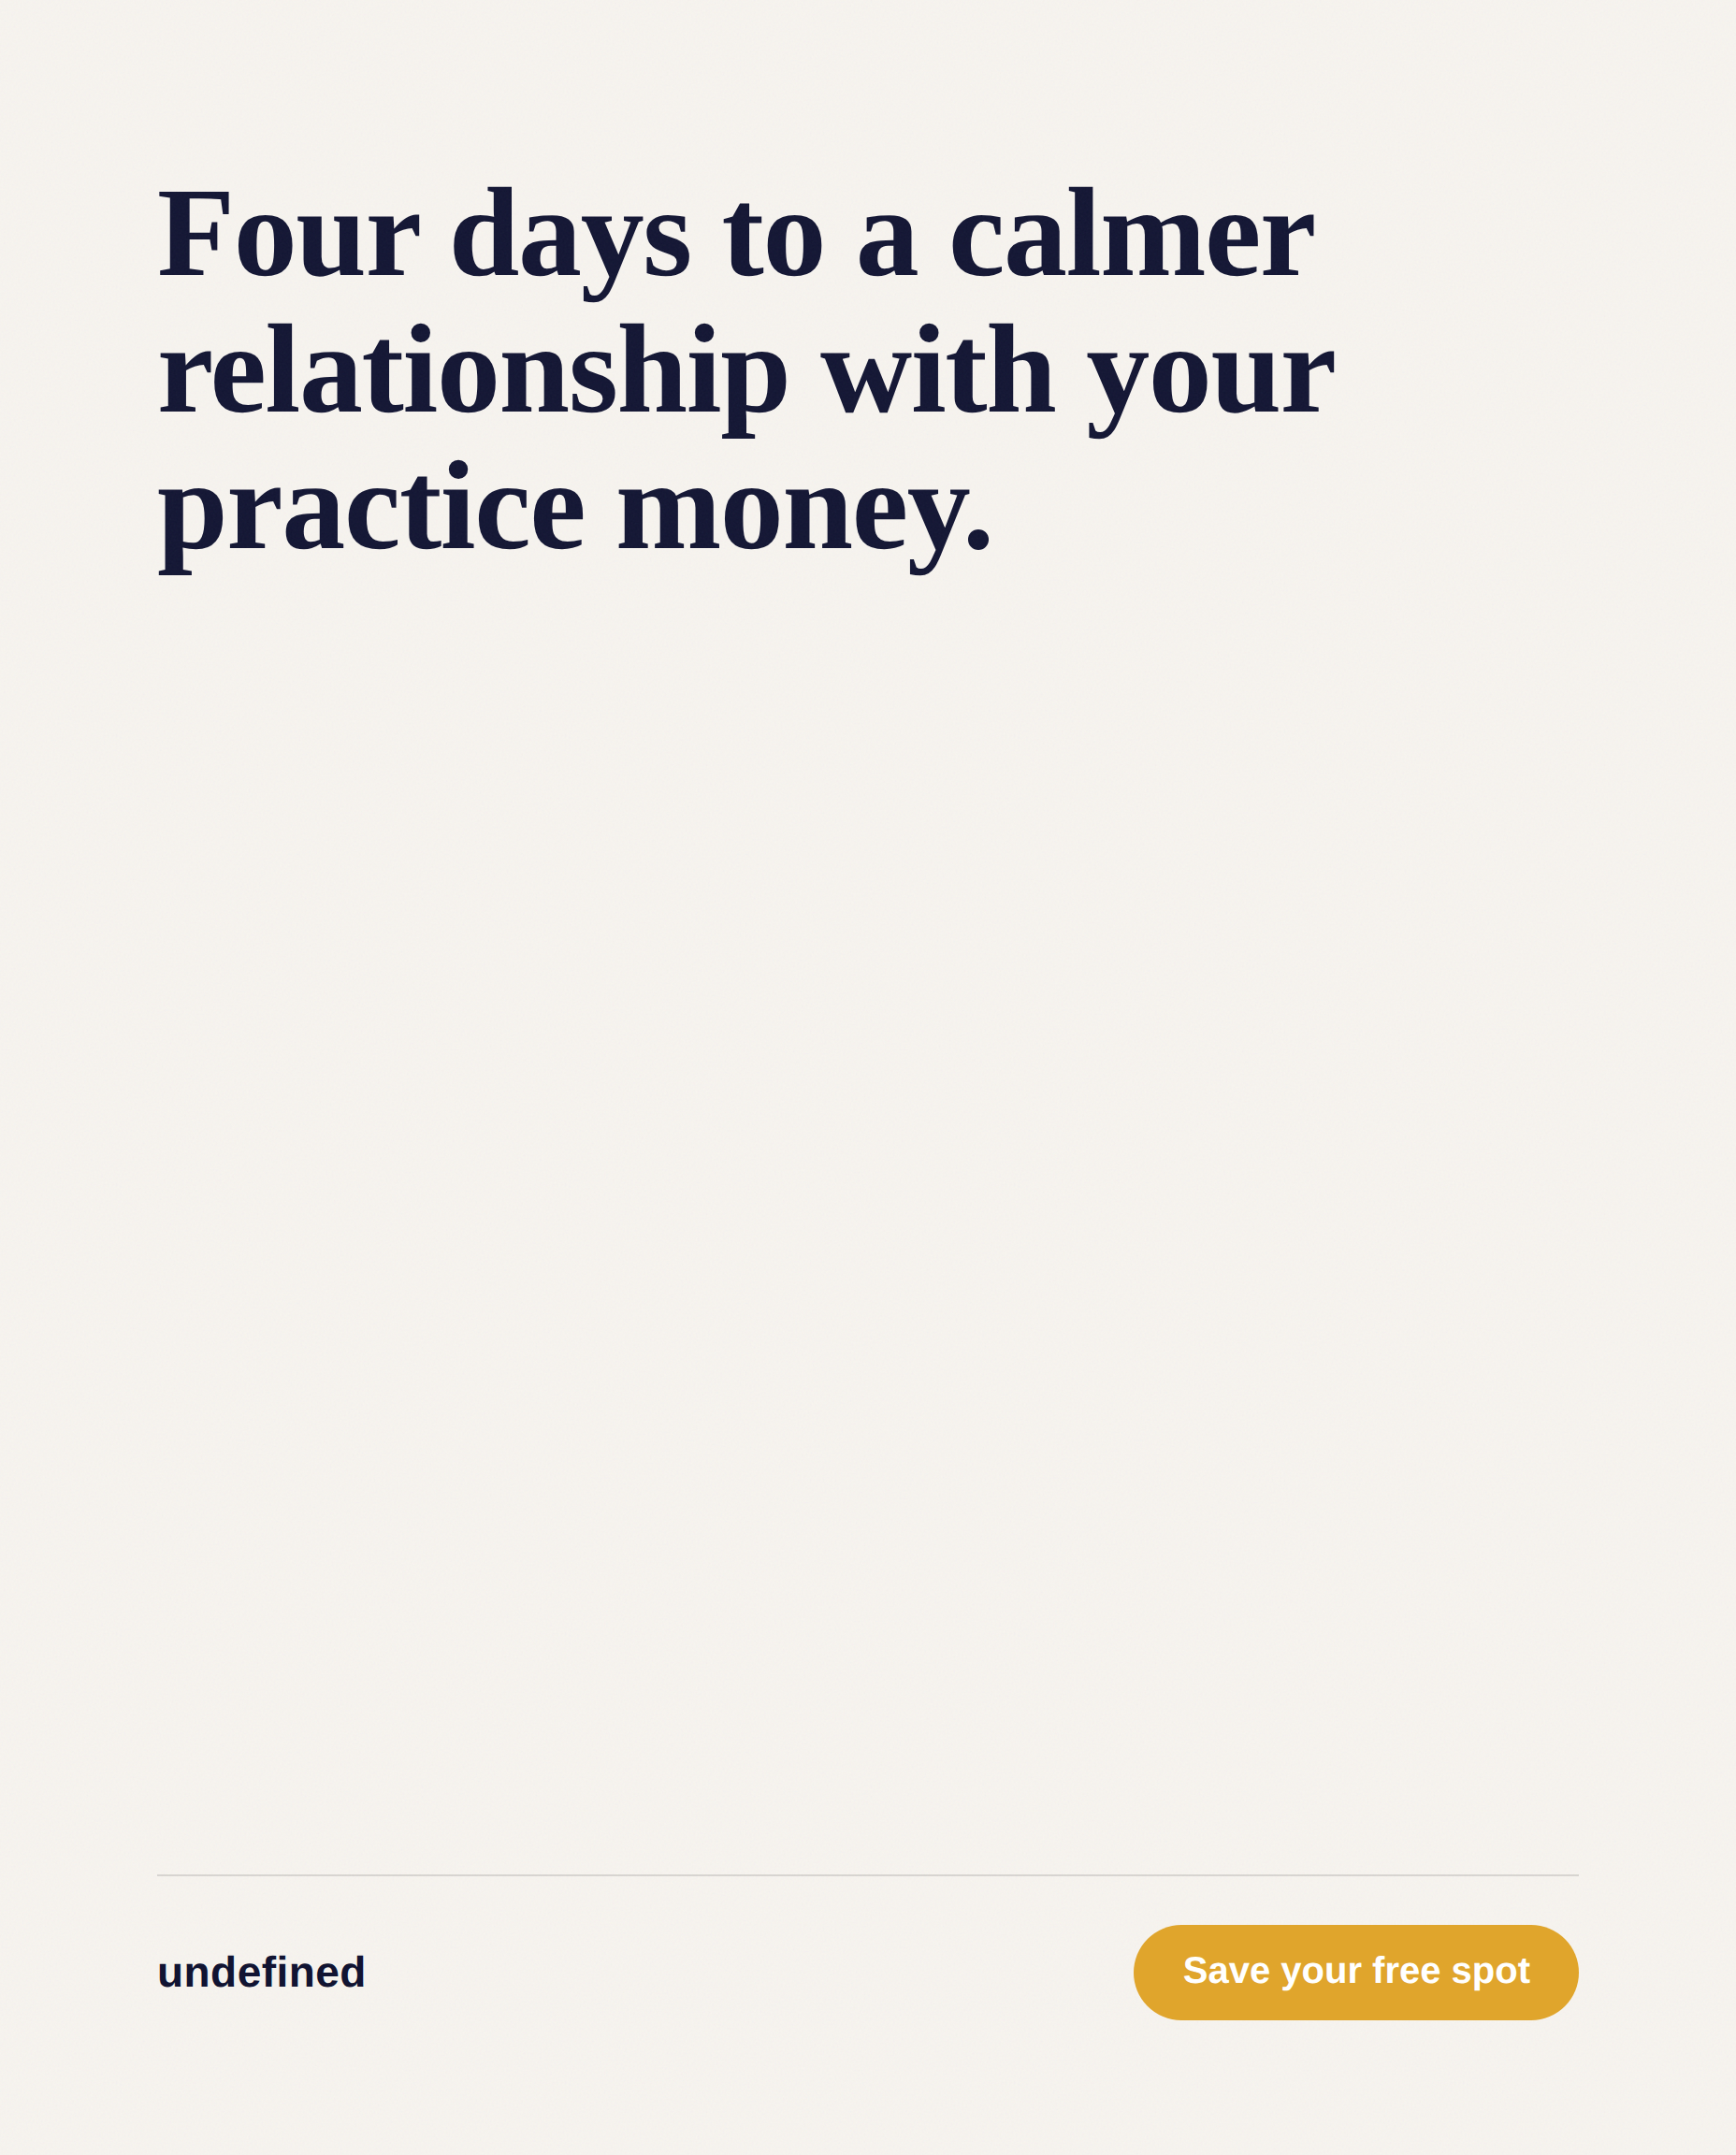 Four days to a calmer
relationship with your
practice money.
undefined
Save your free spot